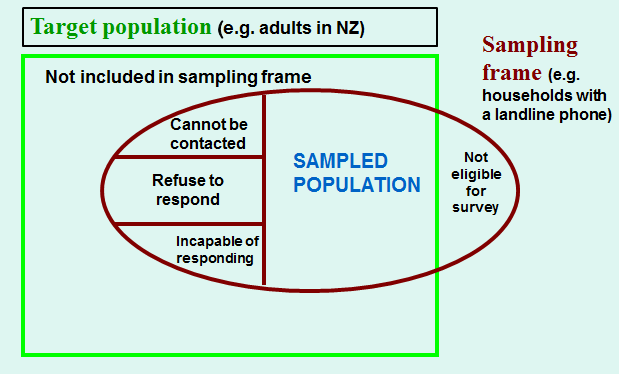 Target population (e.g. adults in NZ)
Sampling
frame (e.g.
households with
a landline phone)
Not included in sampling frame
Cannot be
contacted
Refuse to
respond
Incapable of
responding
SAMPLED
POPULATION
Not
eligible
for
survey